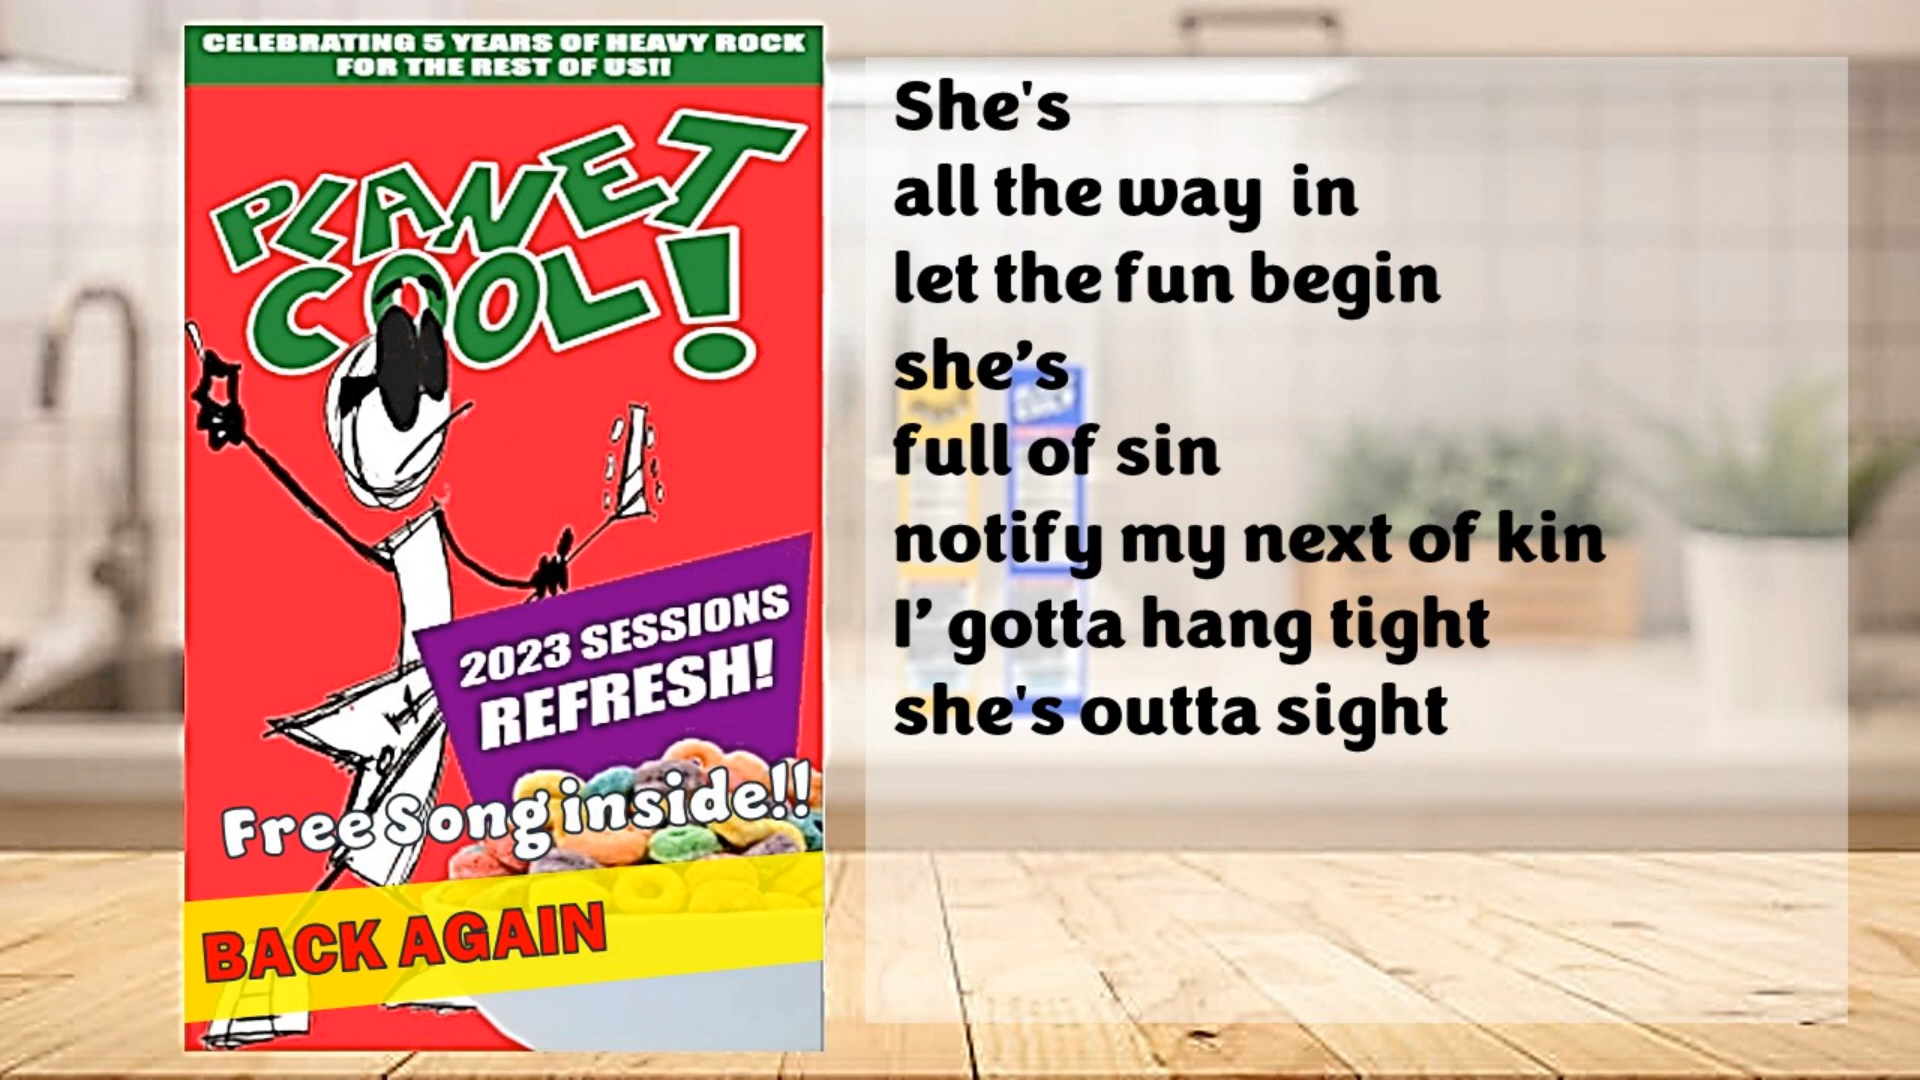 CELEBRATING 5 YEARS OF HEAVY ROCK
FOR THE REST OF US!!
PLANET
COOL!
2023 SESSIONS
REFRESH!
Free Song inside!!
BACK AGAIN
She's
all the way in
let the fun begin
she’s
full of sin
notify my next of kin
I’ gotta hang tight
she's outta sight